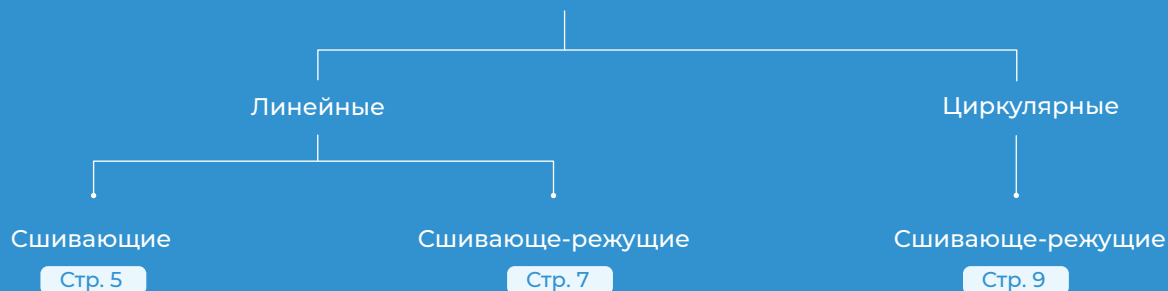 Линейные Циркулярные
Сшивающие Сшивающе-режущие Сшивающе-режущие
Стр. 5 Стр. 7 Стр. 9